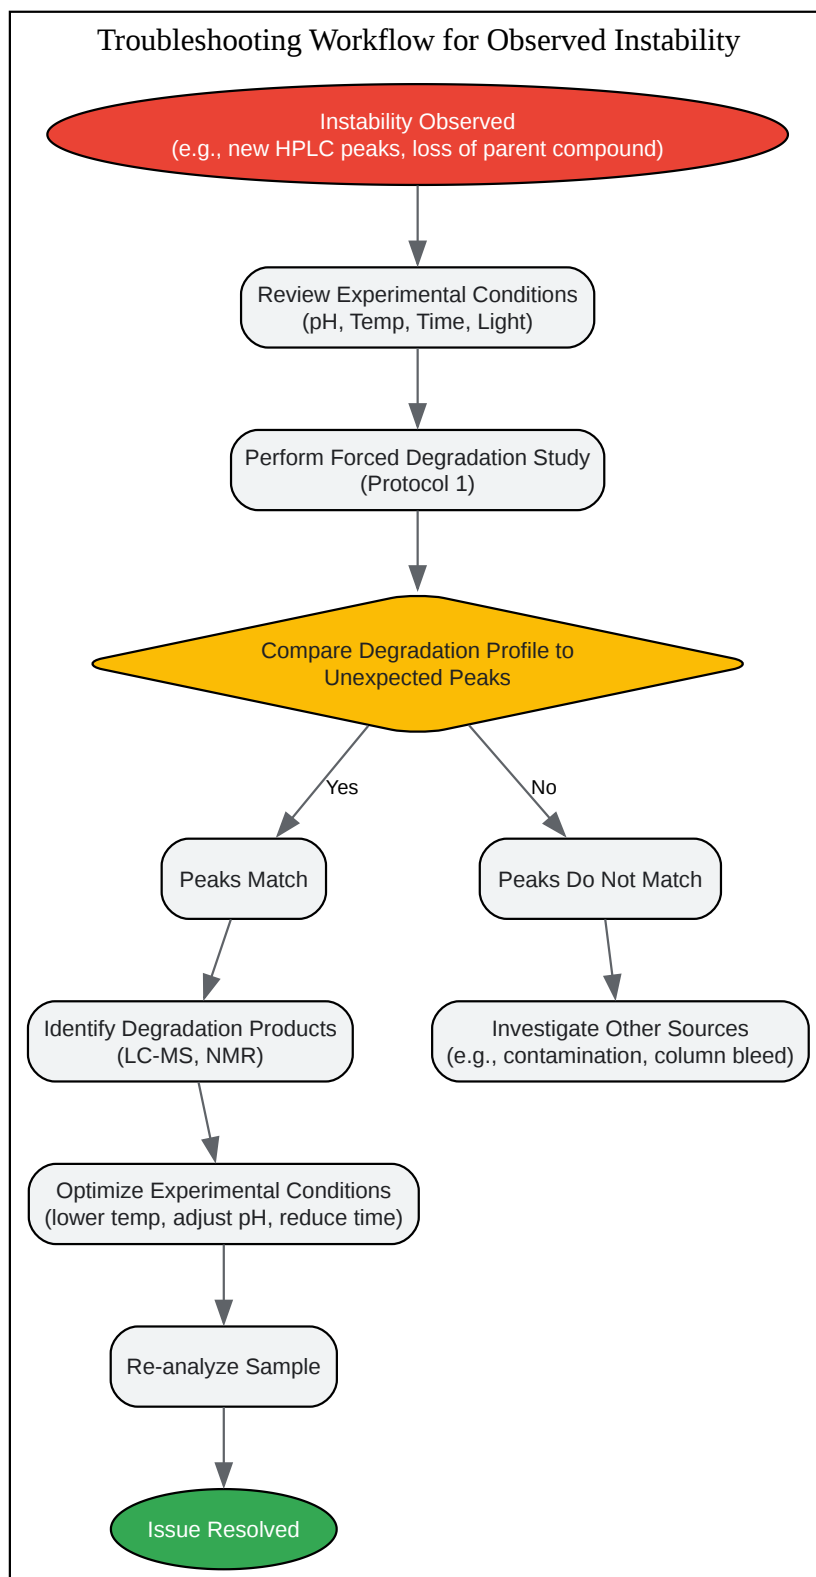 Troubleshooting Workflow for Observed Instability
Instability Observed
(e.g., new HPLC peaks, loss of parent compound)
Review Experimental Conditions
(pH, Temp, Time, Light)
Perform Forced Degradation Study
(Protocol 1)
Compare Degradation Profile to
Unexpected Peaks
Yes
No
Peaks Match
Peaks Do Not Match
Identify Degradation Products
(LC-MS, NMR)
Investigate Other Sources
(e.g., contamination, column bleed)
Optimize Experimental Conditions
(lower temp, adjust pH, reduce time)
Re-analyze Sample
Issue Resolved